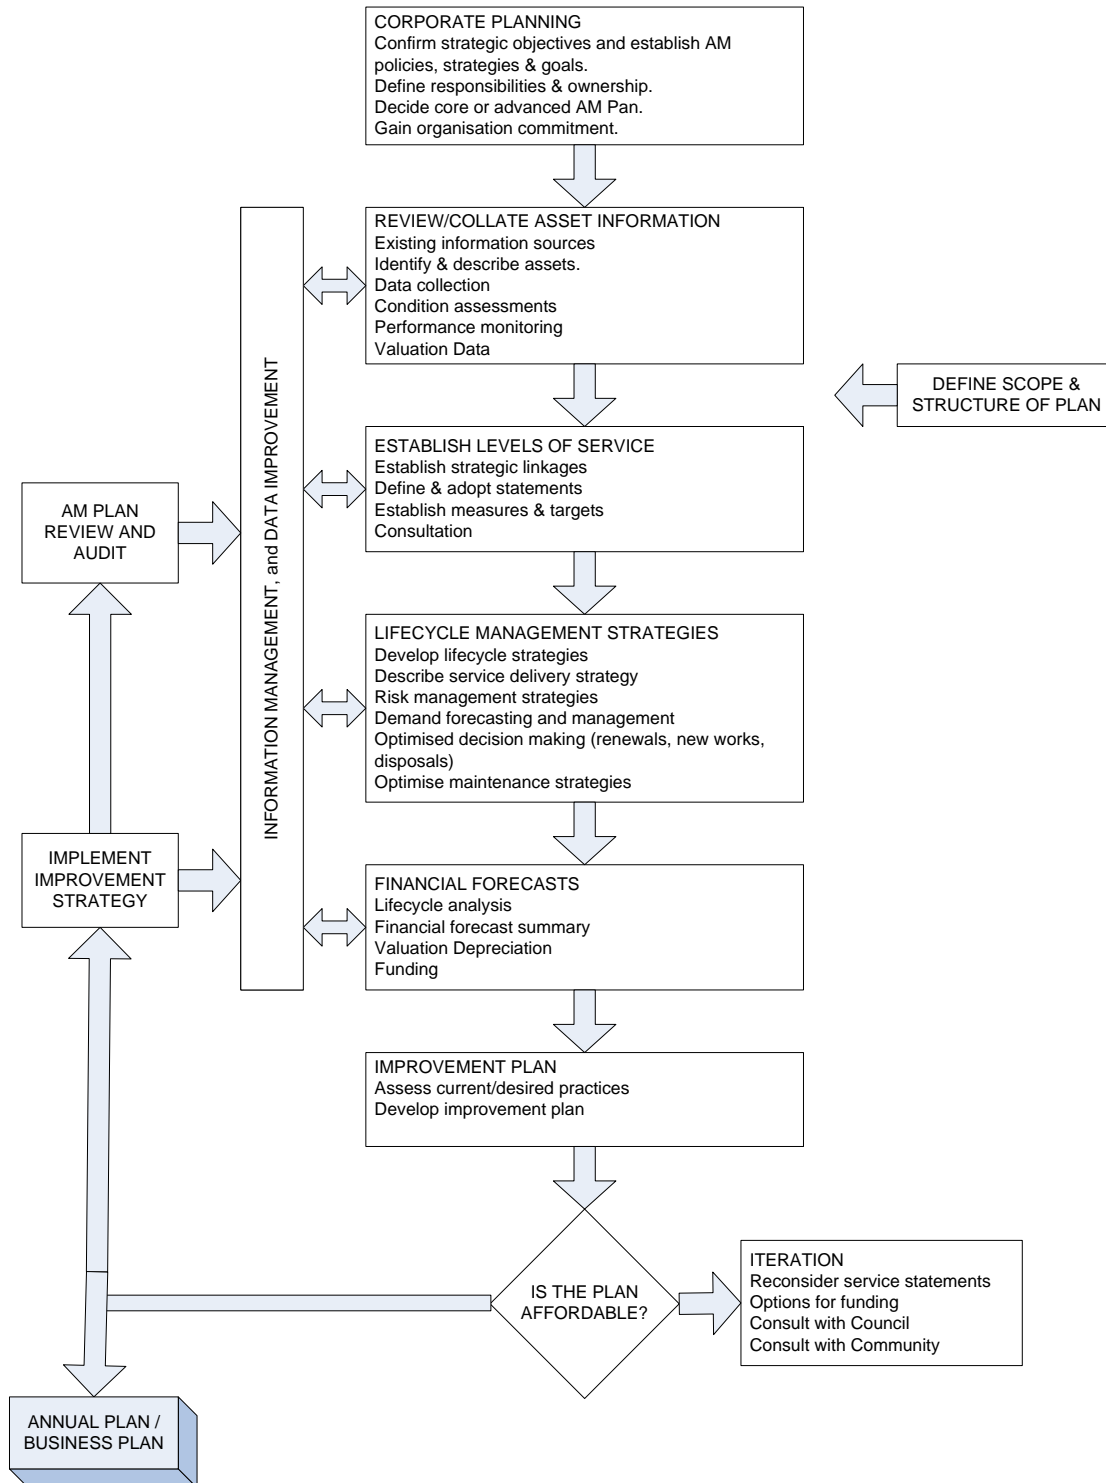 CORPORATE PLANNING
Confirm strategic objectives and establish AM
policies, strategies & goals.
Define responsibilities & ownership.
Decide core or advanced AM Pan.
Gain organisation commitment.
REVIEW/COLLATE ASSET INFORMATION
Existing information sources
Identify & describe assets.
Data collection
Condition assessments
Performance monitoring
Valuation Data
DEFINE SCOPE &
STRUCTURE OF PLAN
INFORMATION MANAGEMENT, and DATA IMPROVEMENT
ESTABLISH LEVELS OF SERVICE
Establish strategic linkages
Define & adopt statements
Establish measures & targets
Consultation
AM PLAN
REVIEW AND
AUDIT
LIFECYCLE MANAGEMENT STRATEGIES
Develop lifecycle strategies
Describe service delivery strategy
Risk management strategies
Demand forecasting and management
Optimised decision making (renewals, new works,
disposals)
Optimise maintenance strategies
IMPLEMENT
IMPROVEMENT
STRATEGY
FINANCIAL FORECASTS
Lifecycle analysis
Financial forecast summary
Valuation Depreciation
Funding
IMPROVEMENT PLAN
Assess current/desired practices
Develop improvement plan
IS THE PLAN
AFFORDABLE?
ITERATION
Reconsider service statements
Options for funding
Consult with Council
Consult with Community
ANNUAL PLAN /
BUSINESS PLAN